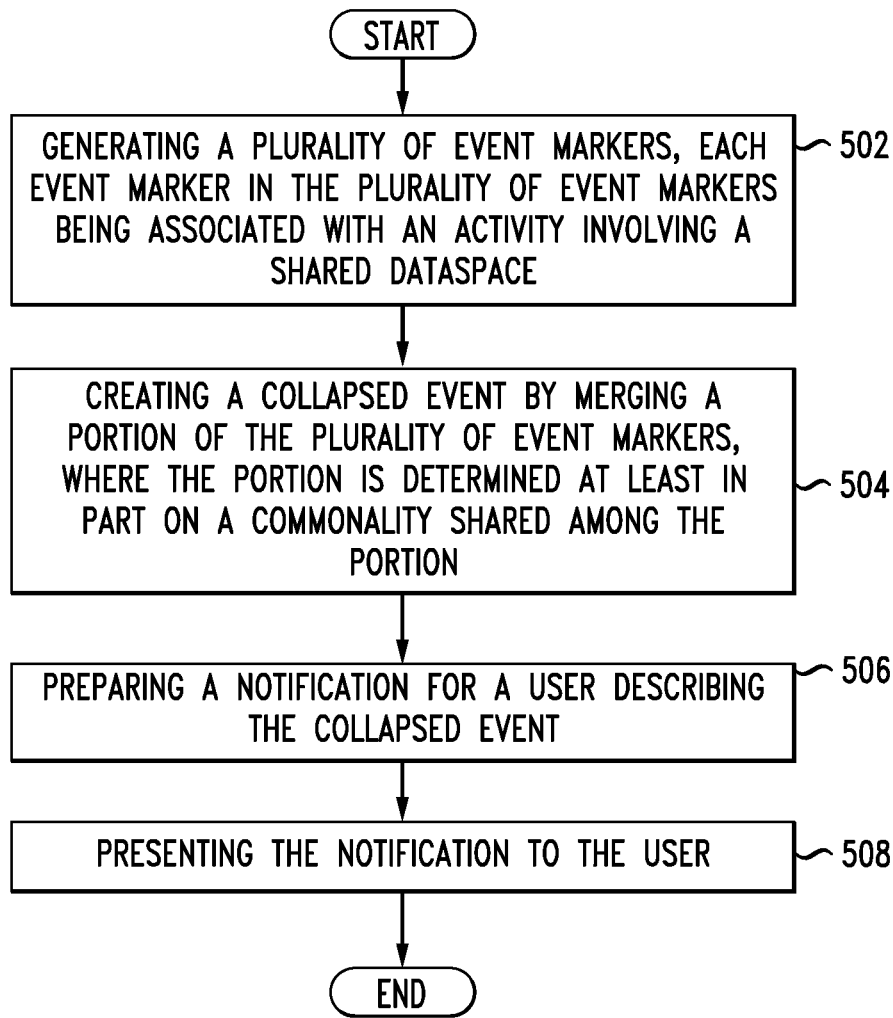 START
GENERATING A PLURALITY OF EVENT MARKERS, EACH
EVENT MARKER IN THE PLURALITY OF EVENT MARKERS
BEING ASSOCIATED WITH AN ACTIVITY INVOLVING A
SHARED DATASPACE
502
CREATING A COLLAPSED EVENT BY MERGING A
PORTION OF THE PLURALITY OF EVENT MARKERS,
WHERE THE PORTION IS DETERMINED AT LEAST IN
PART ON A COMMONALITY SHARED AMONG THE
PORTION
504
PREPARING A NOTIFICATION FOR A USER DESCRIBING
THE COLLAPSED EVENT
506
PRESENTING THE NOTIFICATION TO THE USER
508
END